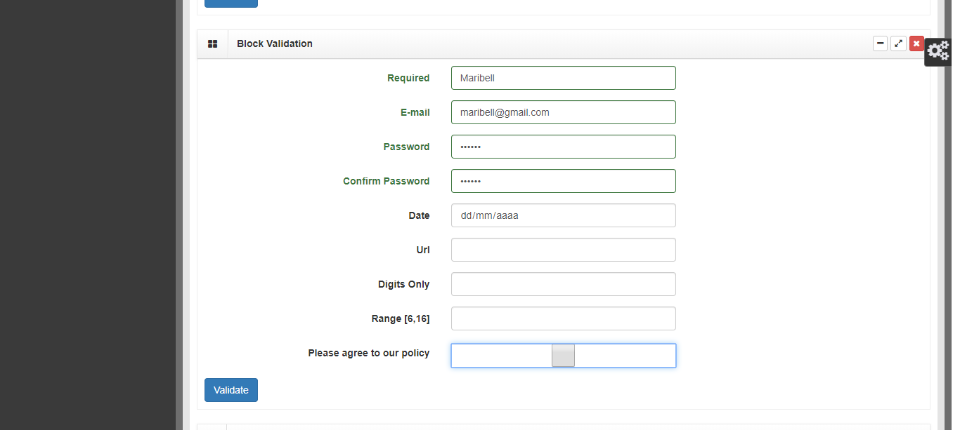 Block Validation
Required Maribell
E-mail maribell@gmail.com
Password ······
Confirm Password ······
Date dd/mm/aaaa
Url
Digits Only
Range [6,16]
Please agree to our policy
Validate